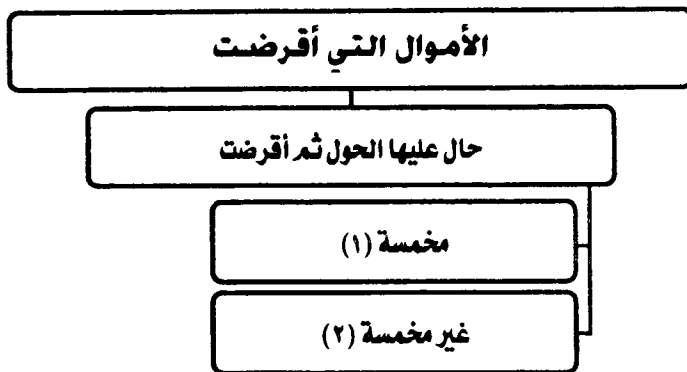 الأموال التي أقرضت
حال عليها الحول ثم أقرضت
مخمسة (١)
غير مخمسة (٢)